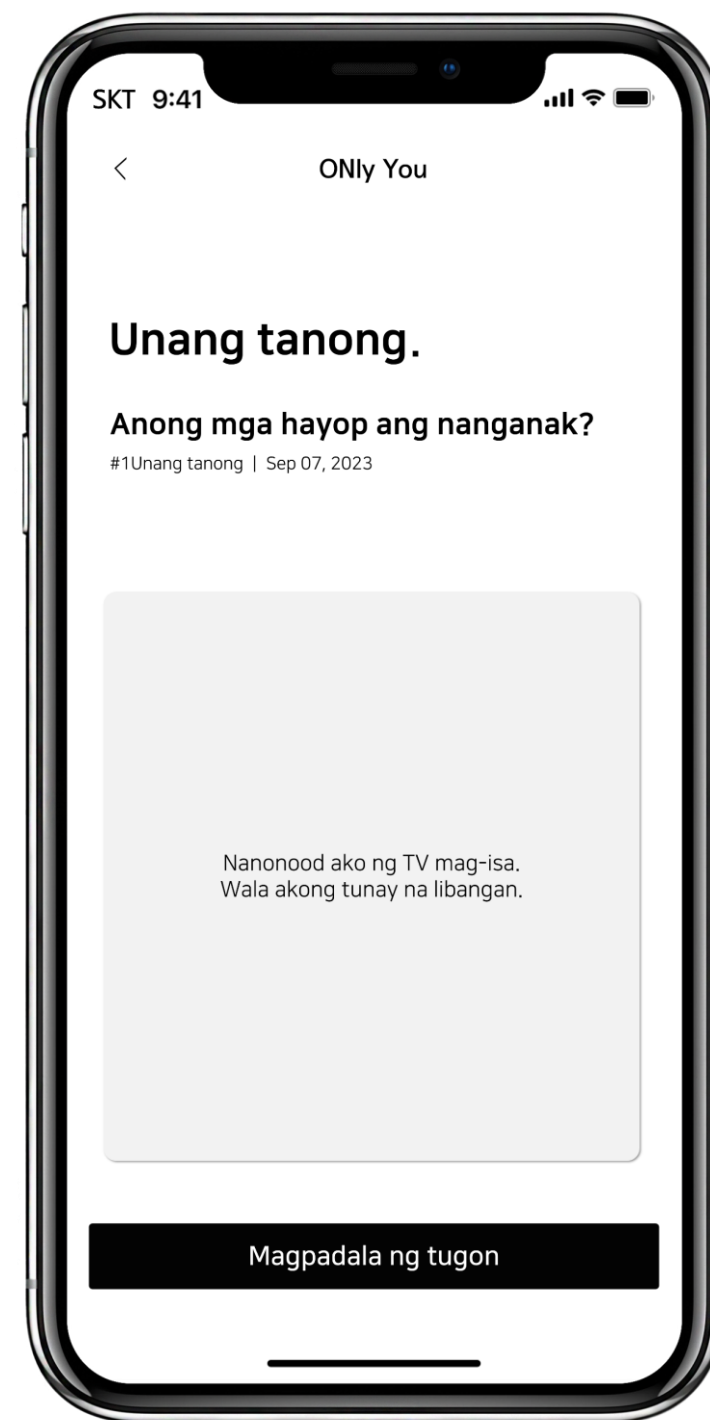 SKT 9:41
ONly You
Unang tanong.
Anong mga hayop ang nanganak?
#1Unang tanong | Sep 07, 2023
Nanonood ako ng TV mag-isa.
Wala akong tunay na libangan.
Magpadala ng tugon